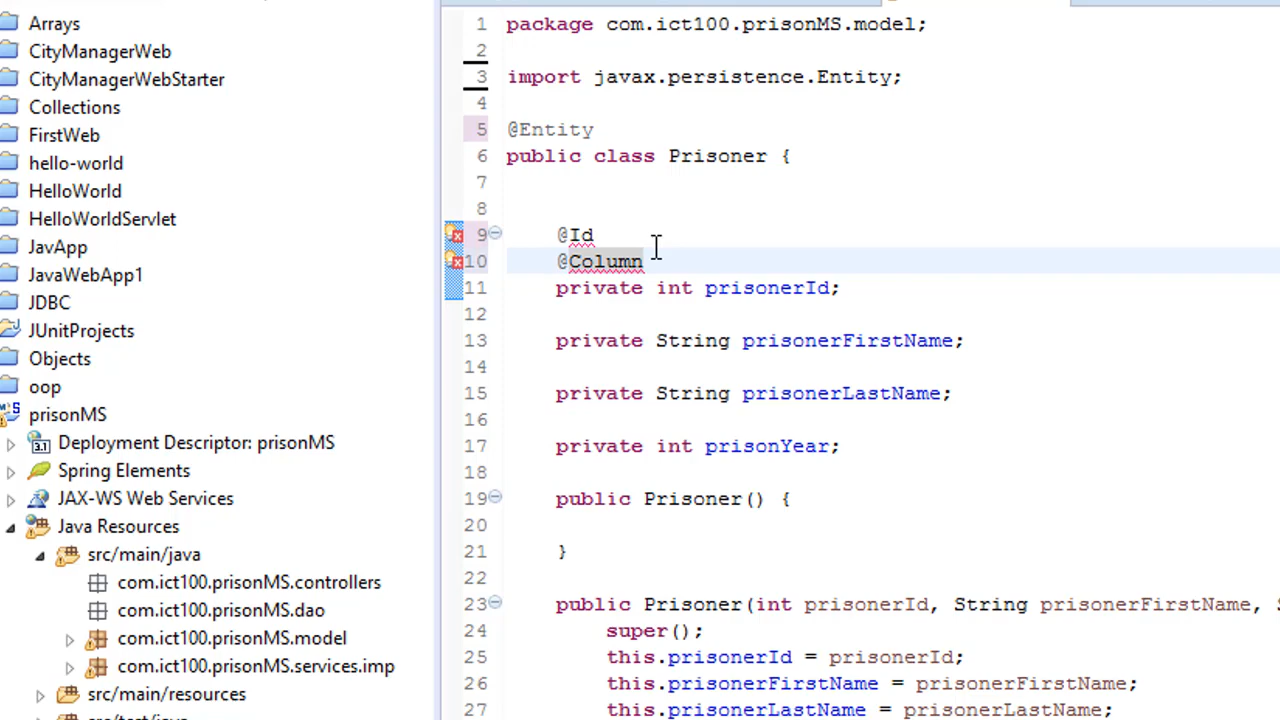 Arrays
CityManagerWeb
CityManagerWebStarter
Collections
FirstWeb
hello-world
HelloWorld
HelloWorldServlet
JavApp
JavaWebApp1
JDBC
JUnitProjects
Objects
oop
prisonMS
3.1 Deployment Descriptor: prisonMS
Spring Elements
JAX-WS Web Services
Java Resources
src/main/java
com.ict100.prisonMS.controllers
com.ict100.prisonMS.dao
com.ict100.prisonMS.model
com.ict100.prisonMS.services.imp
src/main/resources
1 package com.ict100.prisonMS.model;
2
3 import javax.persistence.Entity;
4
5 @Entity
6 public class Prisoner {
7
8
9 @Id
10 @Column
11 private int prisonerId;
12
13 private String prisonerFirstName;
14
15 private String prisonerLastName;
16
17 private int prisonYear;
18
19 public Prisoner() {
20
21 }
22
23 public Prisoner(int prisonerId, String prisonerFirstName,
24 super();
25 this.prisonerId = prisonerId;
26 this.prisonerFirstName = prisonerFirstName;
27 this.prisonerLastName = prisonerLastName;